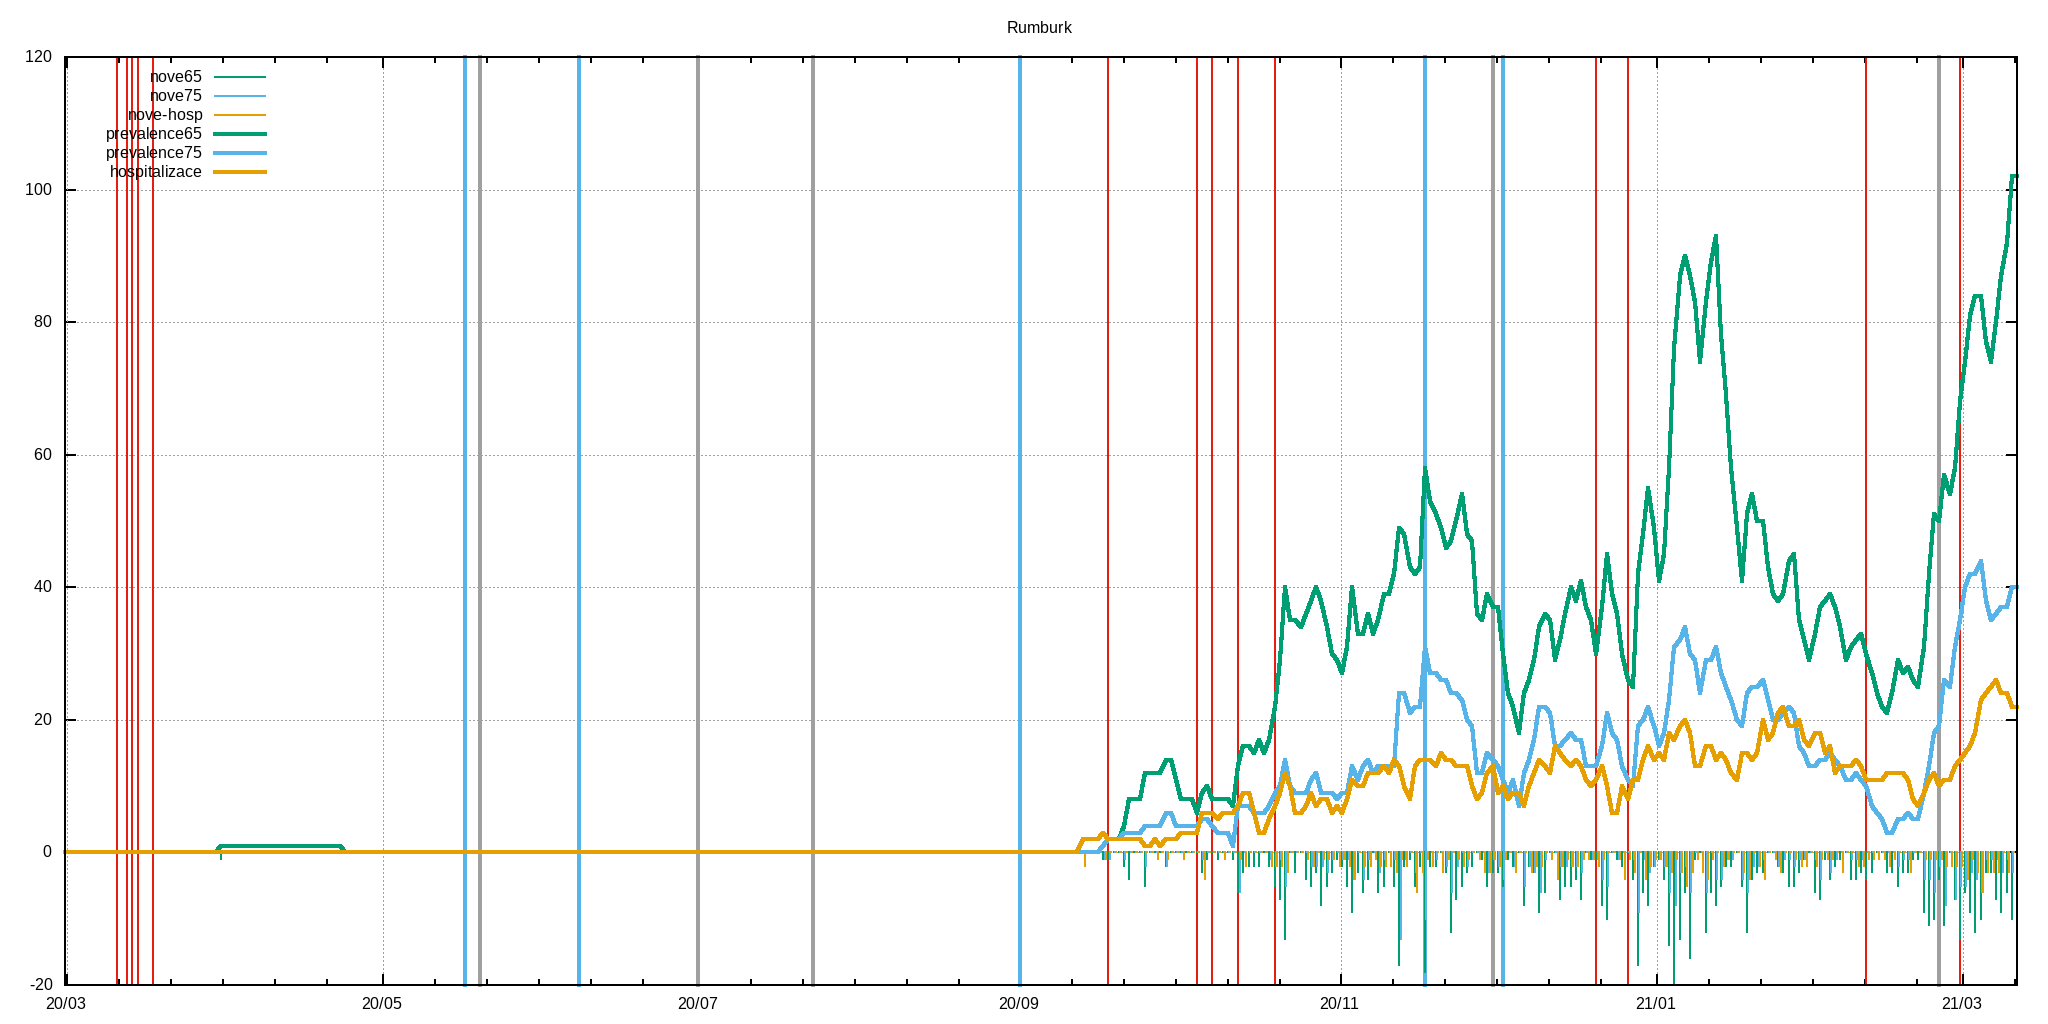 Rumburk
120
100
80
60
40
20
0
-20
nove65
nove75
nove-hosp
prevalence65
prevalence75
hospitalizace
20/03 20/05 20/07 20/09 20/11 21/01 21/03